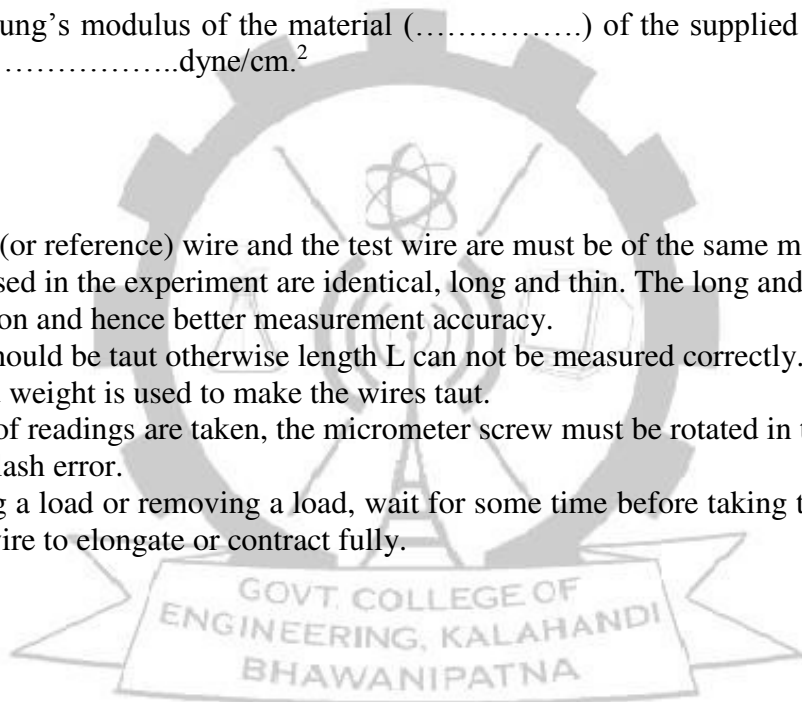 ung’s modulus of the material (……………) of the supplied
……………..dyne/cm.²
(or reference) wire and the test wire are must be of the same m
sed in the experiment are identical, long and thin. The long and
on and hence better measurement accuracy.
hould be taut otherwise length L can not be measured correctly.
weight is used to make the wires taut.
of readings are taken, the micrometer screw must be rotated in t
lash error.
g a load or removing a load, wait for some time before taking t
wire to elongate or contract fully.
GOVT. COLLEGE OF
ENGINEERING, KALAHANDI
BHAWANIPATNA